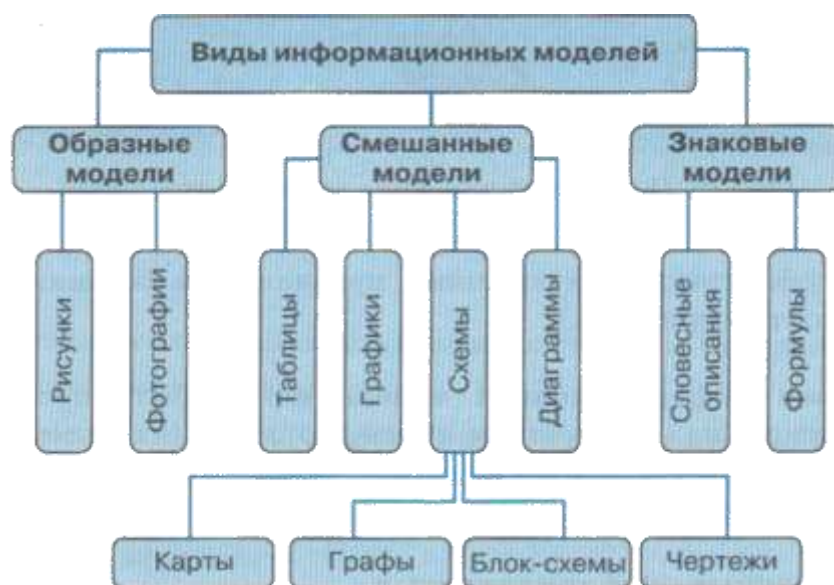 Виды информационных моделей
Образные
модели
Смешанные
модели
Знаковые
модели
Рисунки
Фотографии
Таблицы
Графики
Схемы
Диаграммы
Словесные
описания
Формулы
Карты
Графы
Блок-схемы
Чертежи